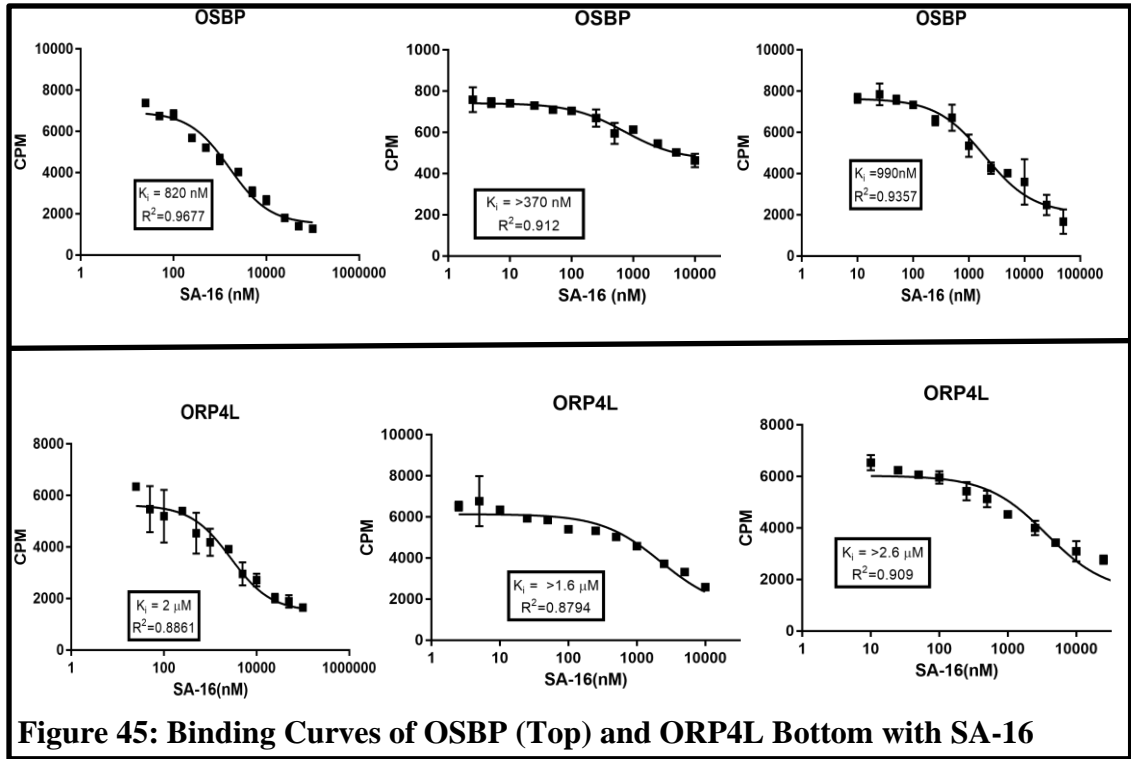 OSBP
10000
8000
6000
4000
2000
0
CPM
1 100 10000 1000000
SA-16 (nM)
Ki = 820 nM
R²=0.9677
OSBP
1000
800
600
400
200
0
CPM
1 10 100 1000 10000
SA-16 (nM)
Ki = >370 nM
R²=0.912
OSBP
10000
8000
6000
4000
2000
0
CPM
1 10 100 1000 10000 100000
SA-16 (nM)
Ki =990nM
R²=0.9357
ORP4L
8000
6000
4000
2000
0
CPM
1 100 10000 1000000
SA-16(nM)
Ki = 2 μM
R²=0.8861
ORP4L
10000
8000
6000
4000
2000
0
CPM
1 10 100 1000 10000
SA-16(nM)
Ki = >1.6 μM
R²=0.8794
ORP4L
8000
6000
4000
2000
0
CPM
1 10 100 1000 10000
SA-16(nM)
Ki = >2.6 μM
R²=0.909
Figure 45: Binding Curves of OSBP (Top) and ORP4L Bottom with SA-16